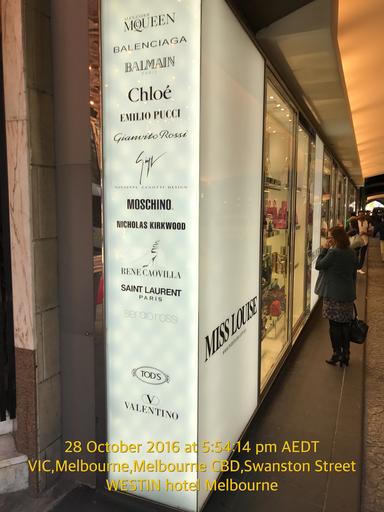 ALEXANDER
McQUEEN
BALENCIAGA
BALMAIN
PARIS
Chloé
EMILIO PUCCI
Gianvito Rossi
GIUSEPPE ZANOTTI DESIGN
MOSCHINO
NICHOLAS KIRKWOOD
RENE CAOVILLA
SAINT LAURENT
PARIS
sergio rossi
TOD'S
V
VALENTINO
MISS LOUISE
28 October 2016 at 5:54:14 pm AEDT
VIC,Melbourne,Melbourne CBD,Swanston Street
WESTIN hotel Melbourne